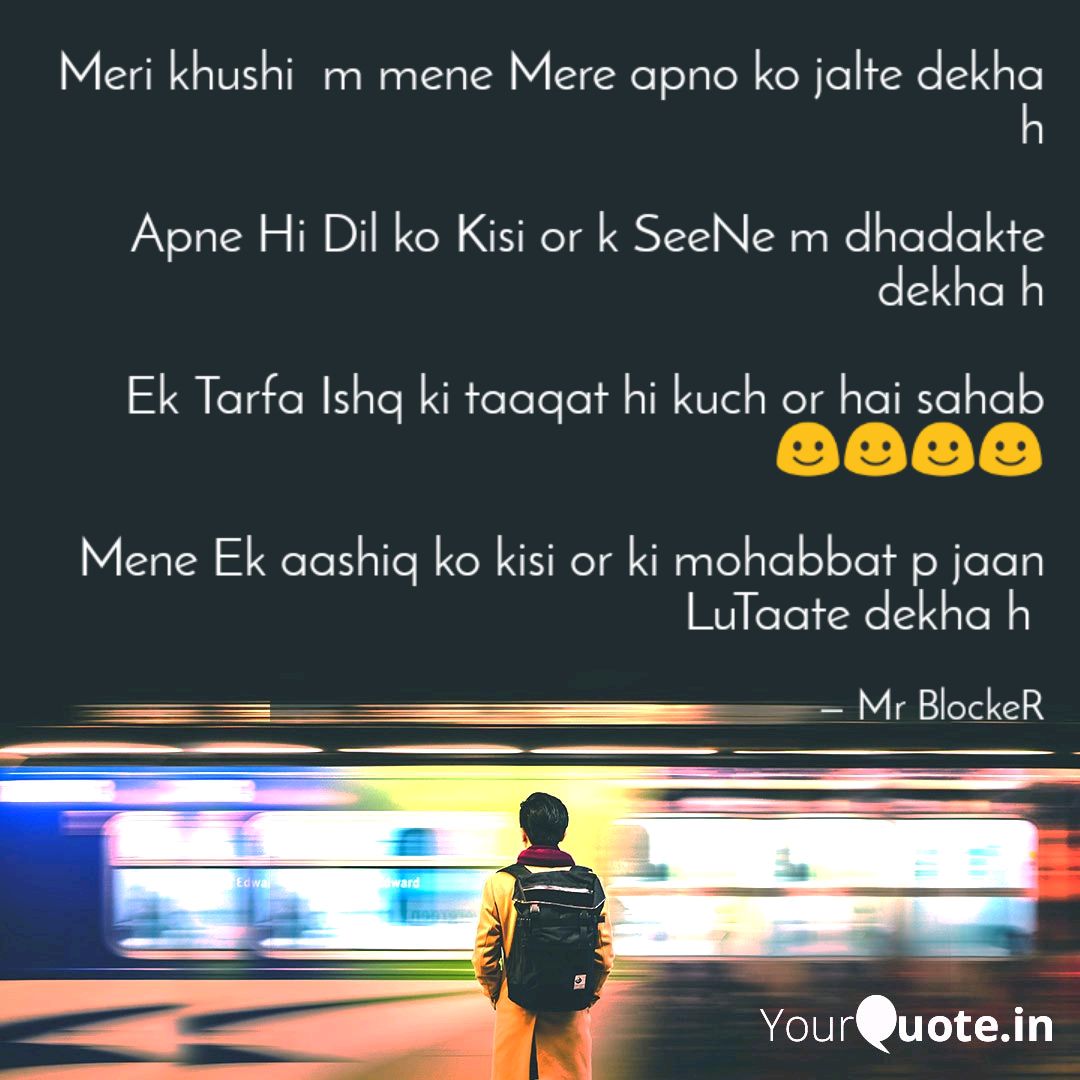 Meri khushi  m mene Mere apno ko jalte dekha
h
Apne Hi Dil ko Kisi or k SeeNe m dhadakte
dekha h
Ek Tarfa Ishq ki taaqat hi kuch or hai sahab
🙂🙂🙂🙂
Mene Ek aashiq ko kisi or ki mohabbat p jaan
LuTaate dekha h
– Mr BlockeR
YourQuote.in